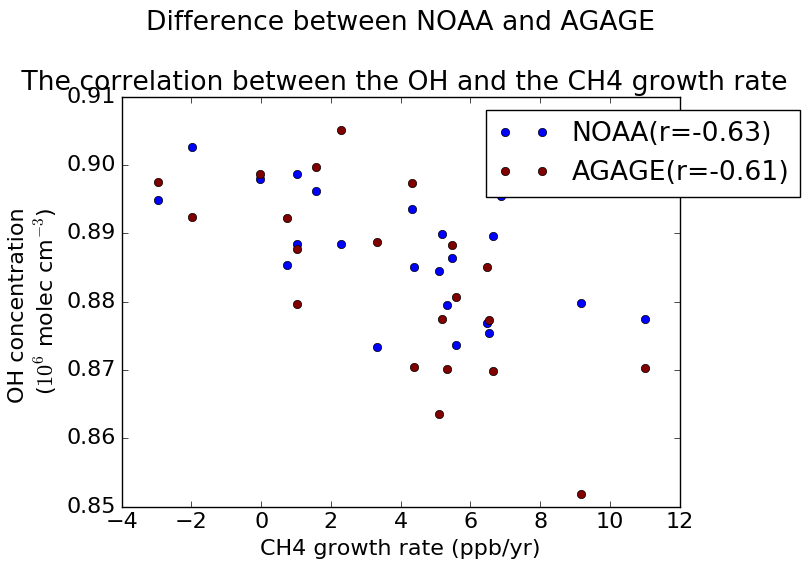 Difference between NOAA and AGAGE
The correlation between the OH and the CH4 growth rate
NOAA(r=-0.63)
AGAGE(r=-0.61)
0.91
0.90
0.89
0.88
0.87
0.86
0.85
OH concentration
(10⁶ molec cm⁻³)
−4 −2 0 2 4 6 8 10 12
CH4 growth rate (ppb/yr)